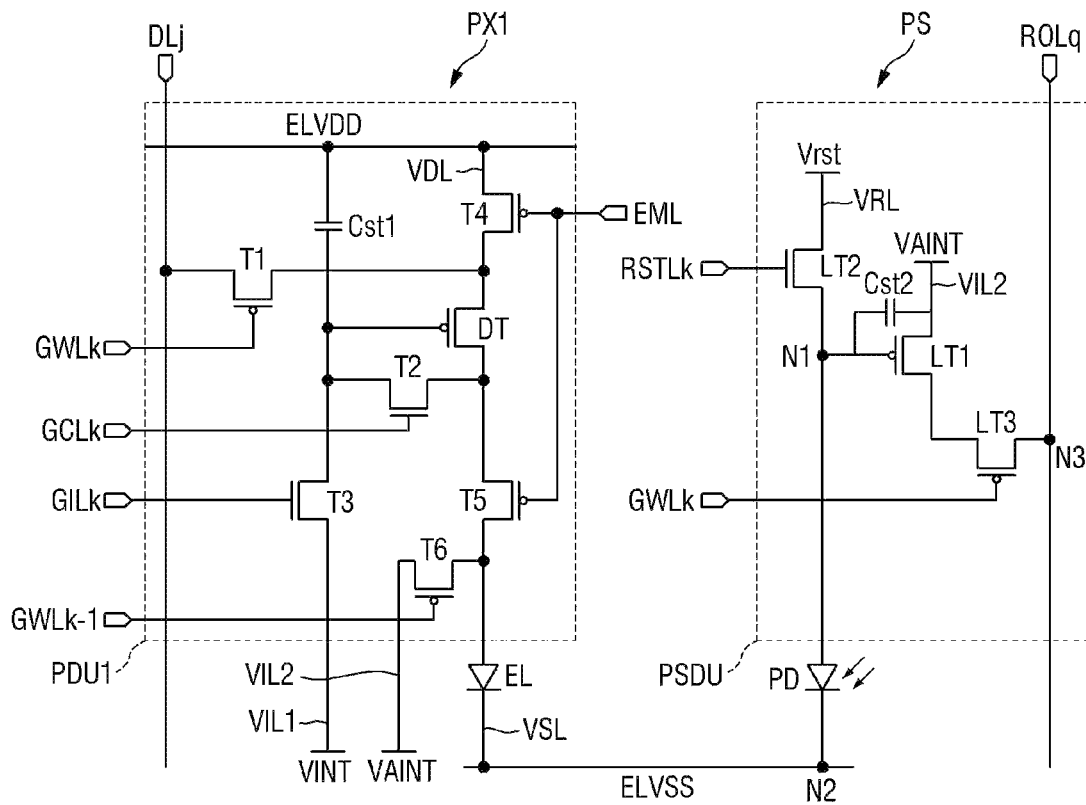 DLj
PX1
PS
ROLq
ELVDD
VDL
T4
EML
Cst1
T1
DT
GWLk
T2
GCLk
GILk
T3
T5
T6
GWLk-1
PDU1
VIL2
VIL1
EL
VSL
VINT
VAINT
ELVSS
Vrst
VRL
RSTLk
LT2
VAINT
Cst2
VIL2
N1
LT1
LT3
N3
GWLk
PSDU
PD
N2